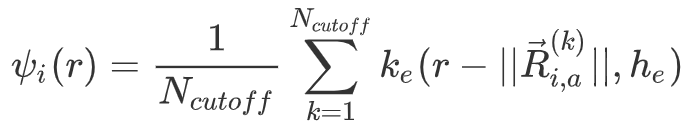 ψ_i(r) = \frac{1}{N_{cutoff}} \sum_{k=1}^{N_{cutoff}} k_e(r − ||\vec{R}_{i,a}^{(k)}||, h_e)